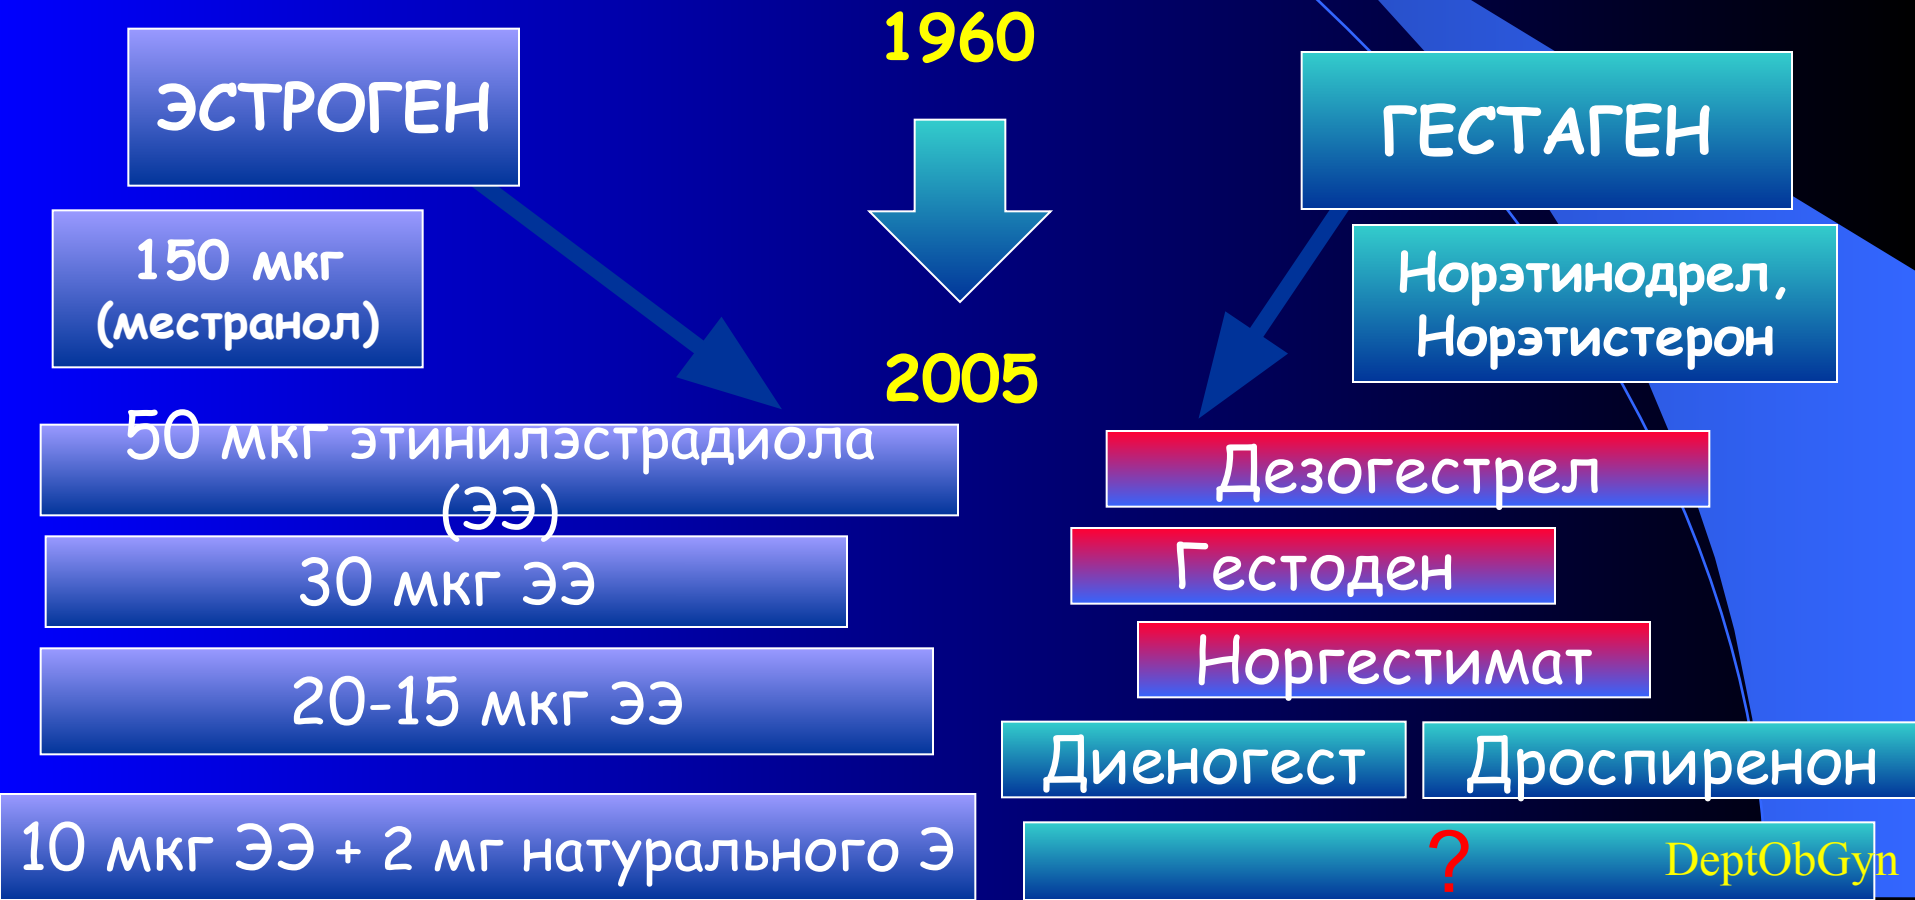 1960
ЭСТРОГЕН
ГЕСТАГЕН
150 мкг
(местранол)
Норэтинодрел,
Норэтистерон
2005
50 мкг этинилэстрадиола
(ЭЭ)
30 мкг ЭЭ
20-15 мкг ЭЭ
10 мкг ЭЭ + 2 мг натурального Э
Дезогестрел
Гестоден
Норгестимат
Диеногест
Дроспиренон
?
DeptObGyn